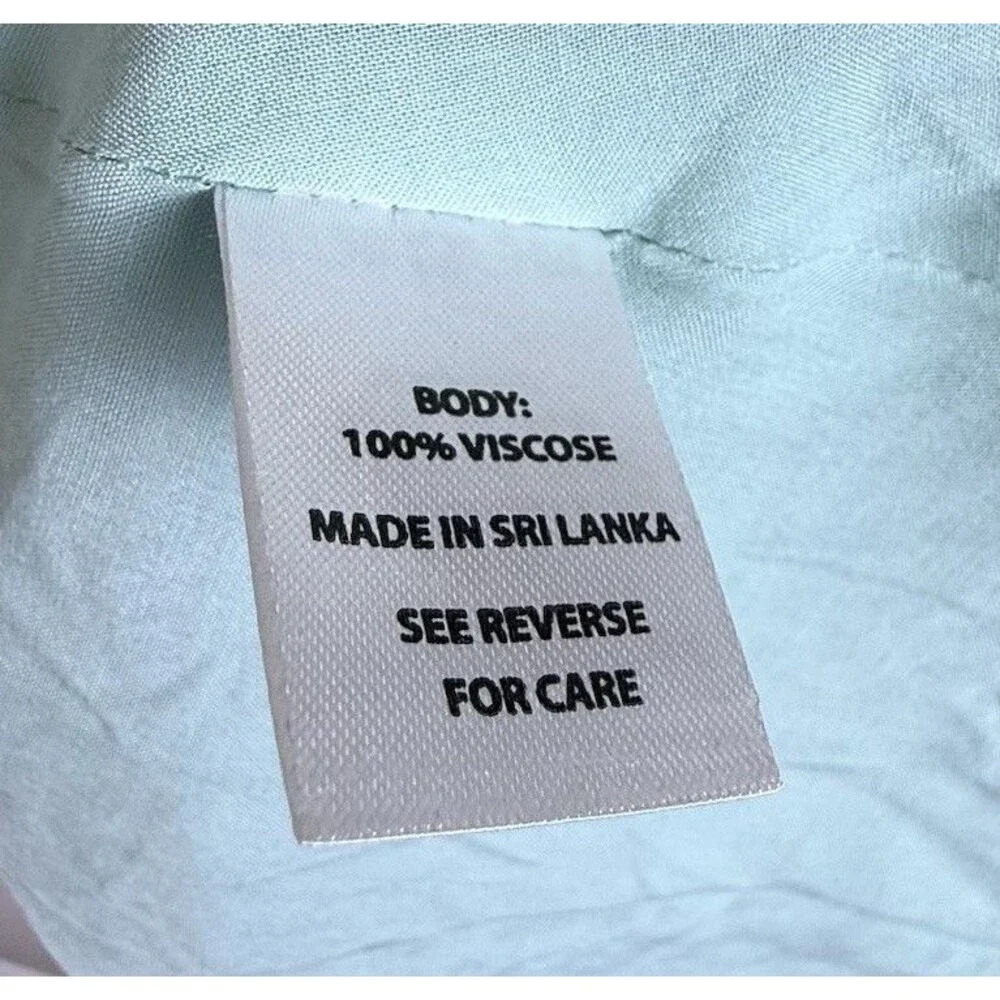 BODY:
100% VISCOSE
MADE IN SRI LANKA
SEE REVERSE
FOR CARE